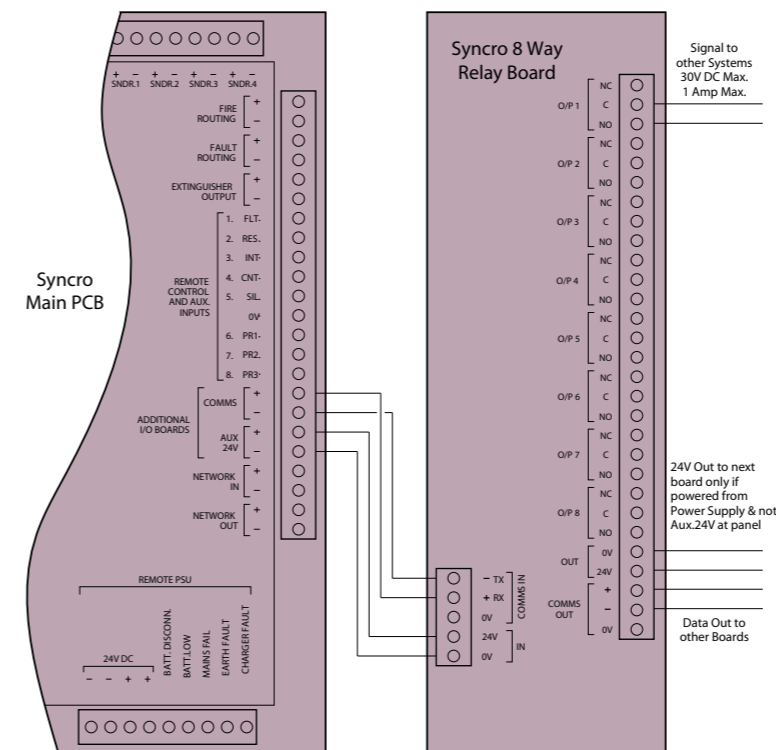 + - + - + - + -
SNDR.1 SNDR.2 SNDR.3 SNDR.4
FIRE
ROUTING
+
-
FAULT
ROUTING
+
-
EXTINGUISHER
OUTPUT
+
-
REMOTE
CONTROL
AND AUX.
INPUTS
1. FLT-
2. RES.
3. INT-
4. CNT-
5. SIL.
0V-
6. PR1-
7. PR2.
8. PR3-
ADDITIONAL
I/O BOARDS
COMMS
+
-
AUX
24V
+
-
NETWORK
IN
+
-
NETWORK
OUT
+
-
Syncro
Main PCB
REMOTE PSU
24V DC
- - + +
BATT. DISCONN.
BATT.LOW
MAINS FAIL
EARTH FAULT
CHARGER FAULT
Syncro 8 Way
Relay Board
O/P 1
NC
C
NO
O/P 2
NC
C
NO
O/P 3
NC
C
NO
O/P 4
NC
C
NO
O/P 5
NC
C
NO
O/P 6
NC
C
NO
O/P 7
NC
C
NO
O/P 8
NC
C
NO
OUT
0V
24V
COMMS
OUT
+
-
0V
- TX
+ RX
0V
COMMS IN
24V
0V
IN
Signal to
other Systems
30V DC Max.
1 Amp Max.
24V Out to next
board only if
powered from
Power Supply & not
Aux.24V at panel
Data Out to
other Boards